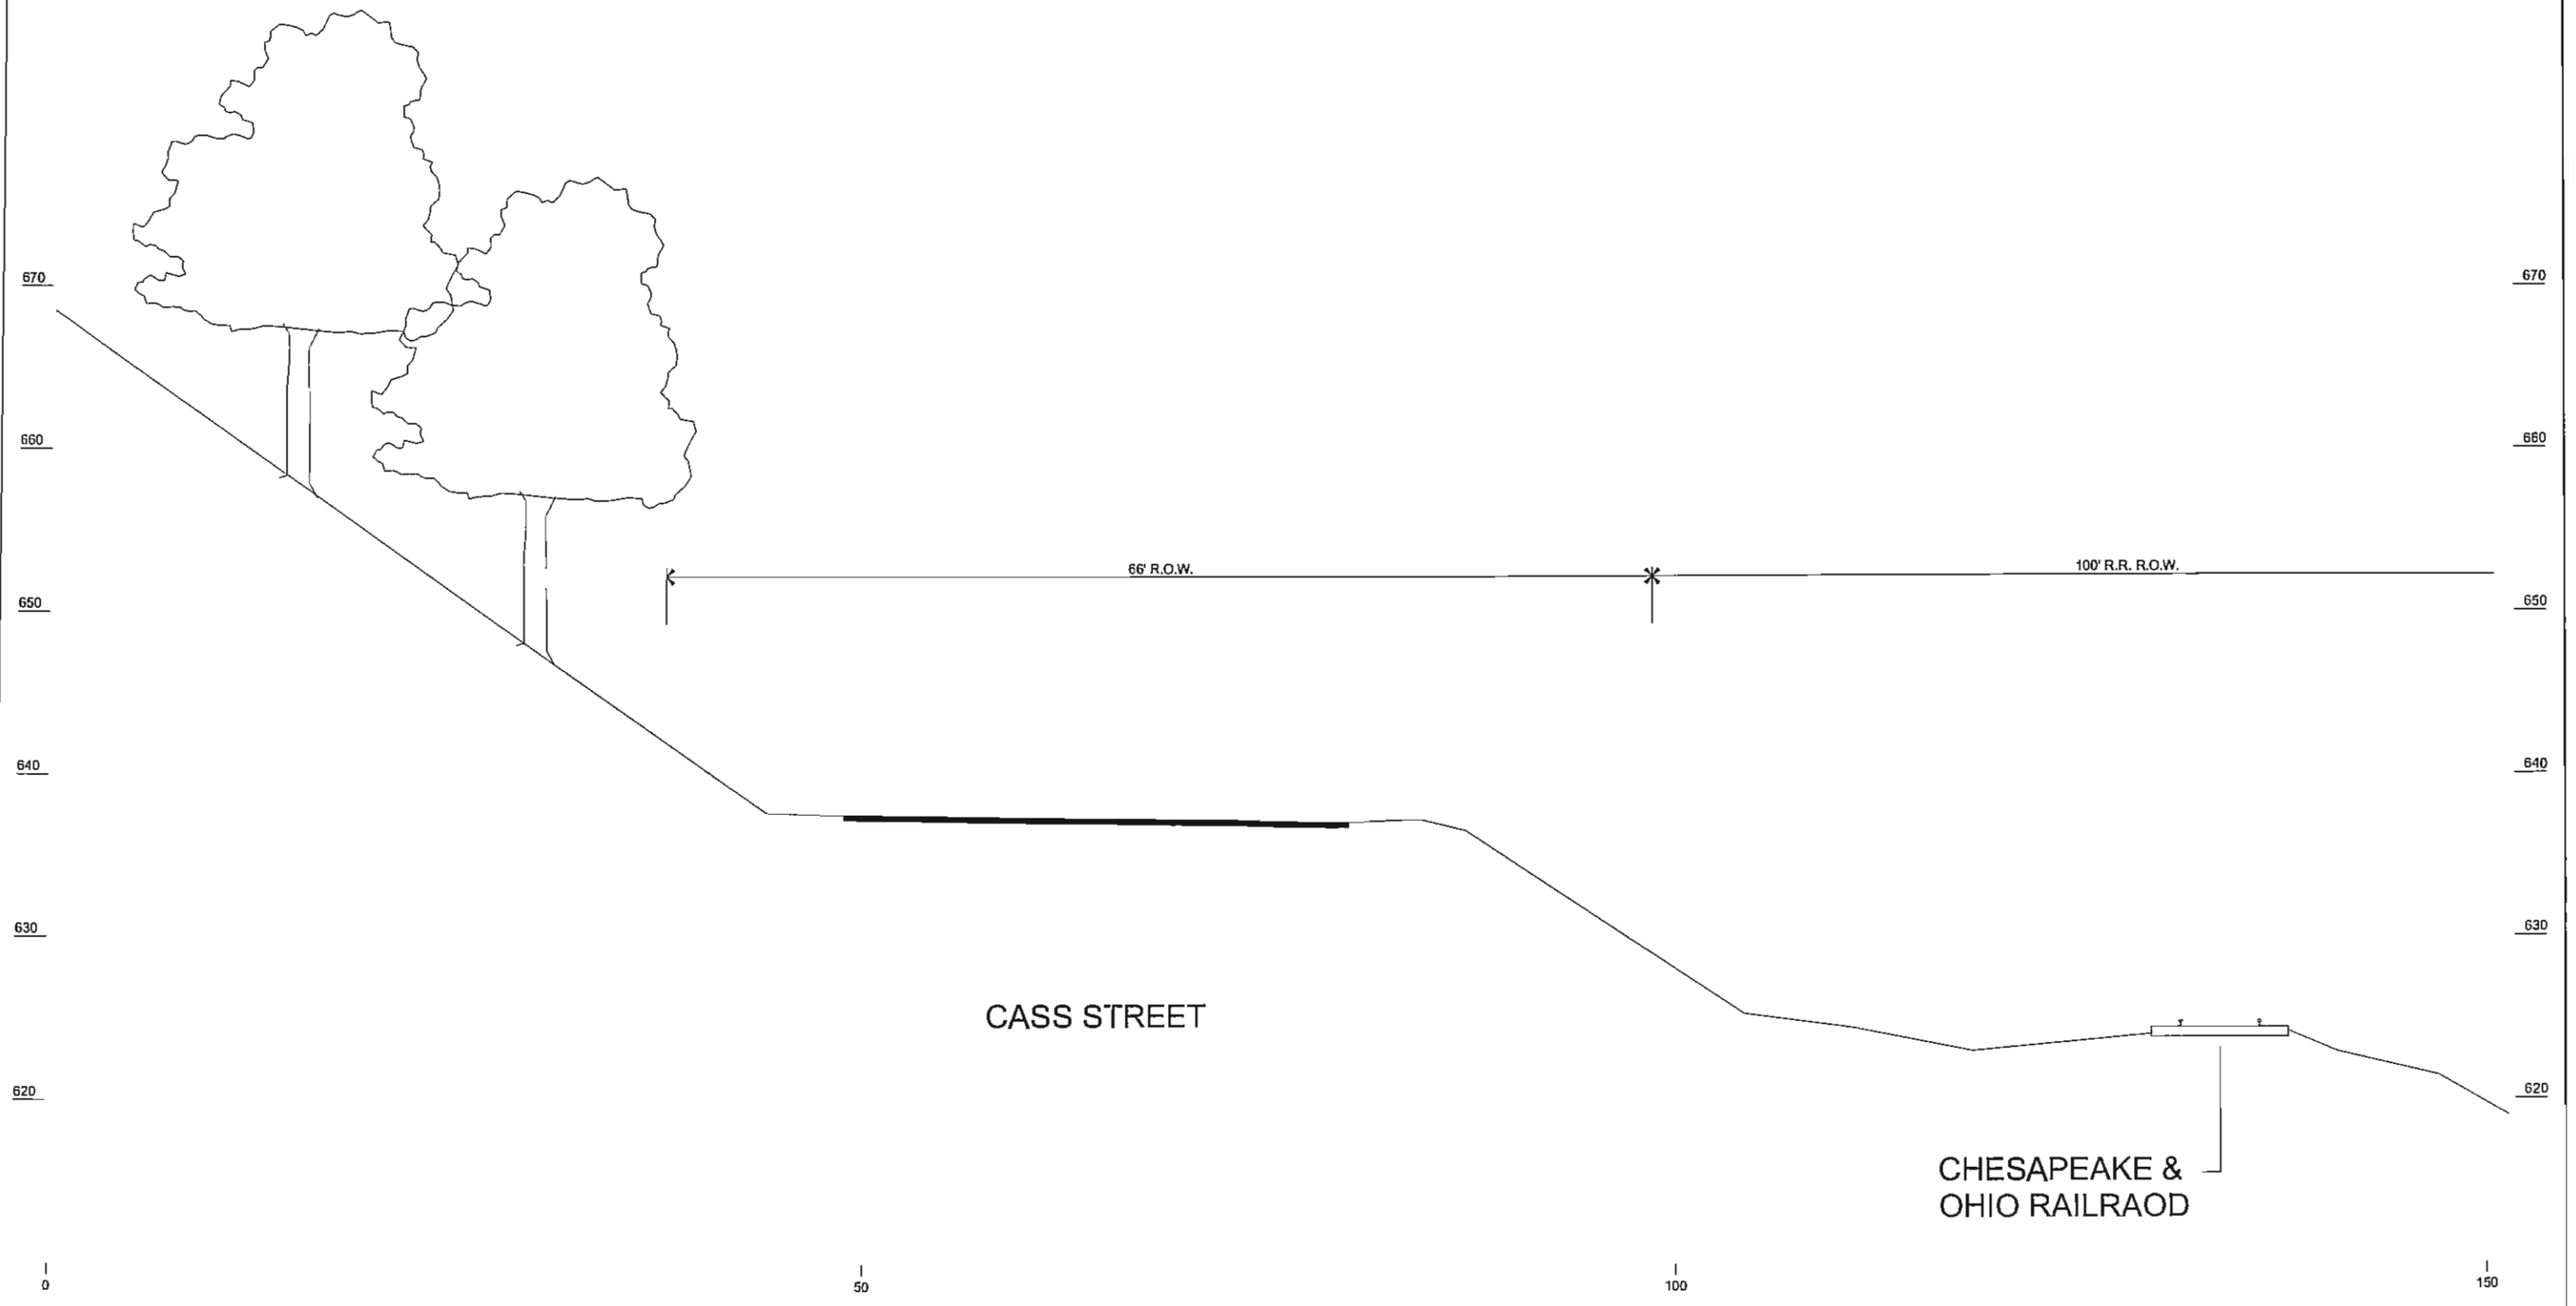 670 670
660 660
66' R.O.W. 100' R.R. R.O.W.
650 650
640 640
630 630
CASS STREET
620 620
CHESAPEAKE &
OHIO RAILRAOD
0 50 100 150